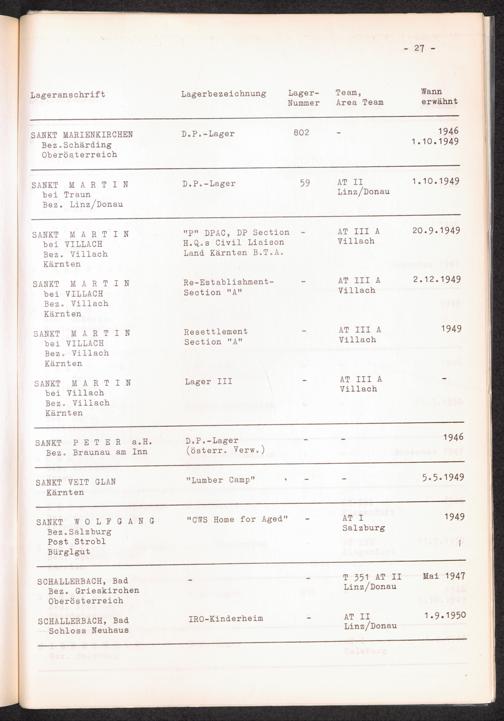 - 27 -
Lageranschrift Lagerbezeichnung Lager- Team, Wann
Nummer Area Team erwähnt
SANKT MARIENKIRCHEN D.P.-Lager 802 - 1946
Bez.Schärding 1.10.1949
Oberösterreich
SANKT M A R T I N D.P.-Lager 59 AT II 1.10.1949
bei Traun Linz/Donau
Bez. Linz/Donau
SANKT M A R T I N "P" DPAC, DP Section - AT III A 20.9.1949
bei VILLACH H.Q.s Civil Liaison Villach
Bez. Villach Land Kärnten B.T.A.
Kärnten
SANKT M A R T I N Re-Establishment- - AT III A 2.12.1949
bei VILLACH Section "A" Villach
Bez. Villach
Kärnten
SANKT M A R T I N Resettlement - AT III A 1949
bei VILLACH Section "A" Villach
Bez. Villach
Kärnten
SANKT M A R T I N Lager III - AT III A -
bei Villach Villach
Bez. Villach
Kärnten
SANKT P E T E R a.H. D.P.-Lager - - 1946
Bez. Braunau am Inn (österr. Verw.)
SANKT VEIT GLAN "Lumber Camp" - - 5.5.1949
Kärnten
SANKT W O L F G A N G "CWS Home for Aged" - AT I 1949
Bez.Salzburg Salzburg
Post Strobl
Bürglgut
SCHALLERBACH, Bad - - T 351 AT II Mai 1947
Bez. Grieskirchen Linz/Donau
Oberösterreich
SCHALLERBACH, Bad IRO-Kinderheim - AT II 1.9.1950
Schloss Neuhaus Linz/Donau